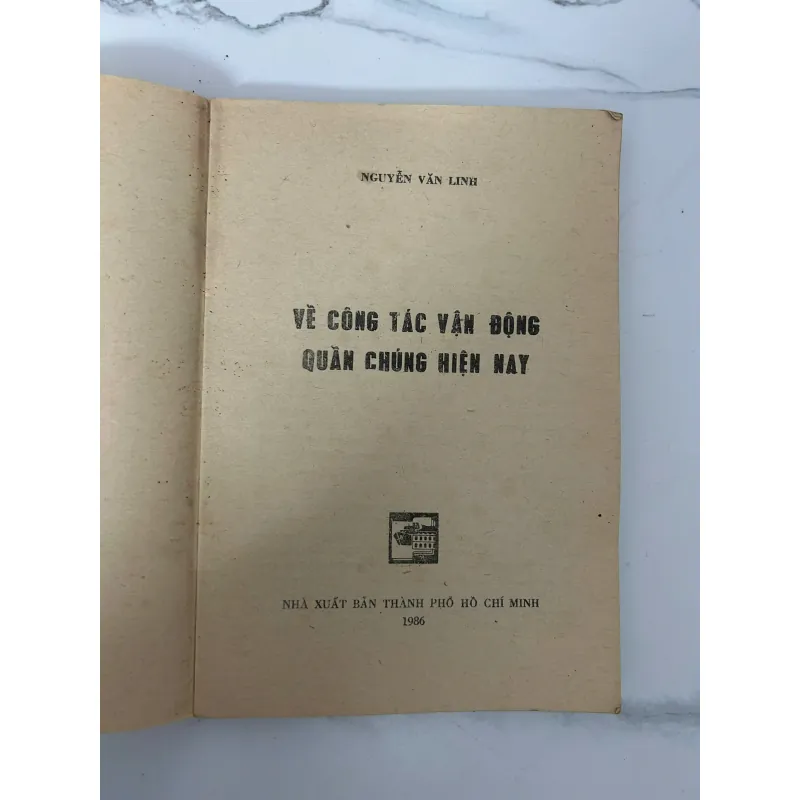 NGUYỄN VĂN LINH
VỀ CÔNG TÁC VẬN ĐỘNG
QUẦN CHÚNG HIỆN NAY
NHÀ XUẤT BẢN THÀNH PHỐ HỒ CHÍ MINH
1986